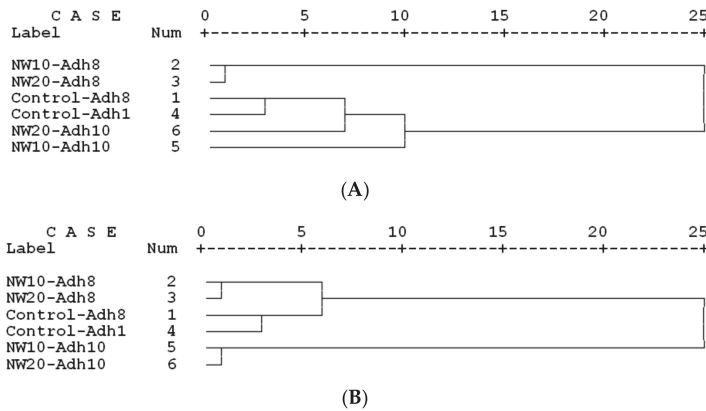 C A S E 0 5 10 15 20 25
Label Num
NW10-Adh8 2
NW20-Adh8 3
Control-Adh8 1
Control-Adh1 4
NW20-Adh10 6
NW10-Adh10 5
(A)
C A S E 0 5 10 15 20 25
Label Num
NW10-Adh8 2
NW20-Adh8 3
Control-Adh8 1
Control-Adh1 4
NW10-Adh10 5
NW20-Adh10 6
(B)